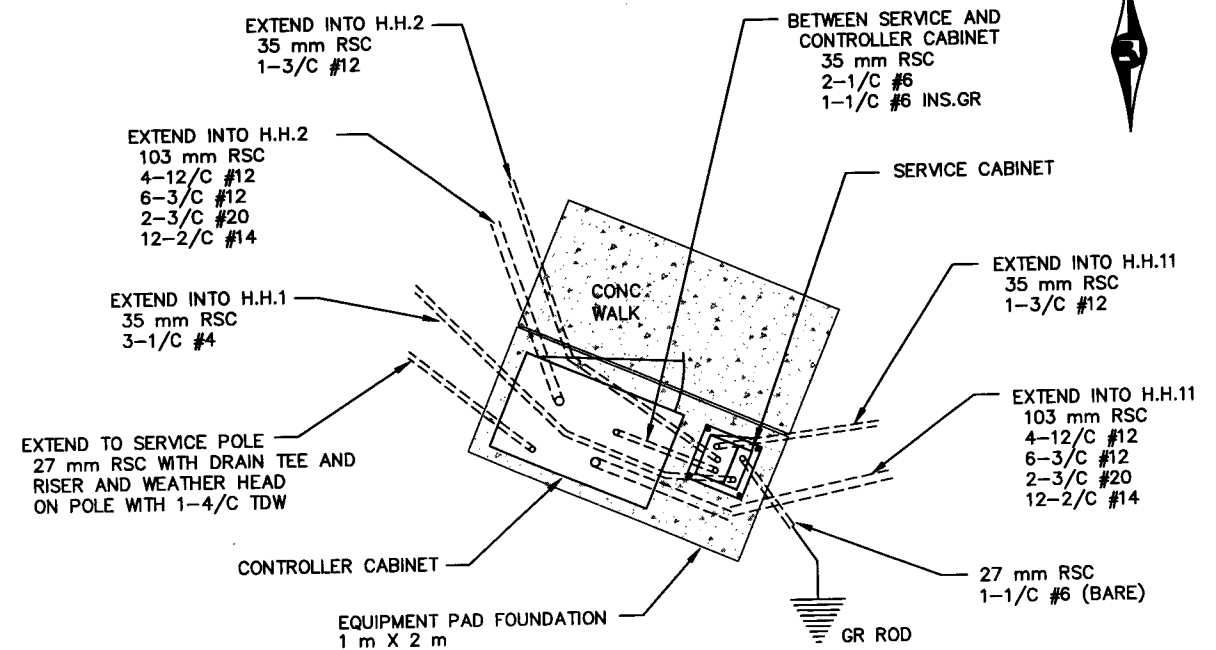 EXTEND INTO H.H.2
35 mm RSC
1-3/C #12
BETWEEN SERVICE AND
CONTROLLER CABINET
35 mm RSC
2-1/C #6
1-1/C #6 INS.GR
EXTEND INTO H.H.2
103 mm RSC
4-12/C #12
6-3/C #12
2-3/C #20
12-2/C #14
SERVICE CABINET
EXTEND INTO H.H.1
35 mm RSC
3-1/C #4
CONC
WALK
EXTEND INTO H.H.11
35 mm RSC
1-3/C #12
EXTEND TO SERVICE POLE
27 mm RSC WITH DRAIN TEE AND
RISER AND WEATHER HEAD
ON POLE WITH 1-4/C TDW
EXTEND INTO H.H.11
103 mm RSC
4-12/C #12
6-3/C #12
2-3/C #20
12-2/C #14
CONTROLLER CABINET
27 mm RSC
1-1/C #6 (BARE)
EQUIPMENT PAD FOUNDATION
1 m X 2 m
GR ROD